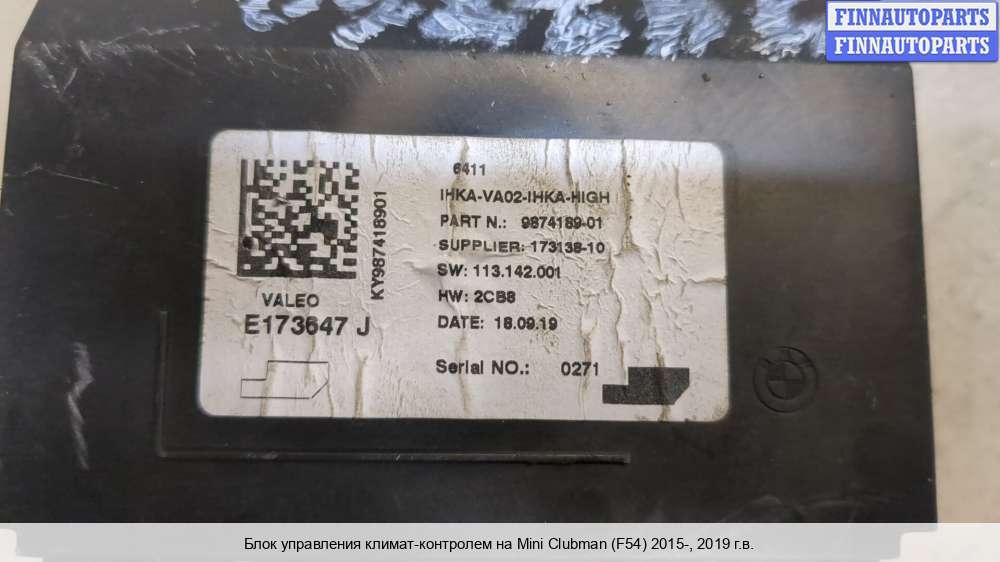 FINNAUTOPARTS
FINNAUTOPARTS
6411
IHKA-VA02-IHKA-HIGH
PART N.: 9874189-01
SUPPLIER: 173138-10
SW: 113.142.001
HW: 2CB8
DATE: 18.09.19
Serial NO.: 0271
KY987418901
VALEO
E173647 J
Блок управления климат-контролем на Mini Clubman (F54) 2015-, 2019 г.в.